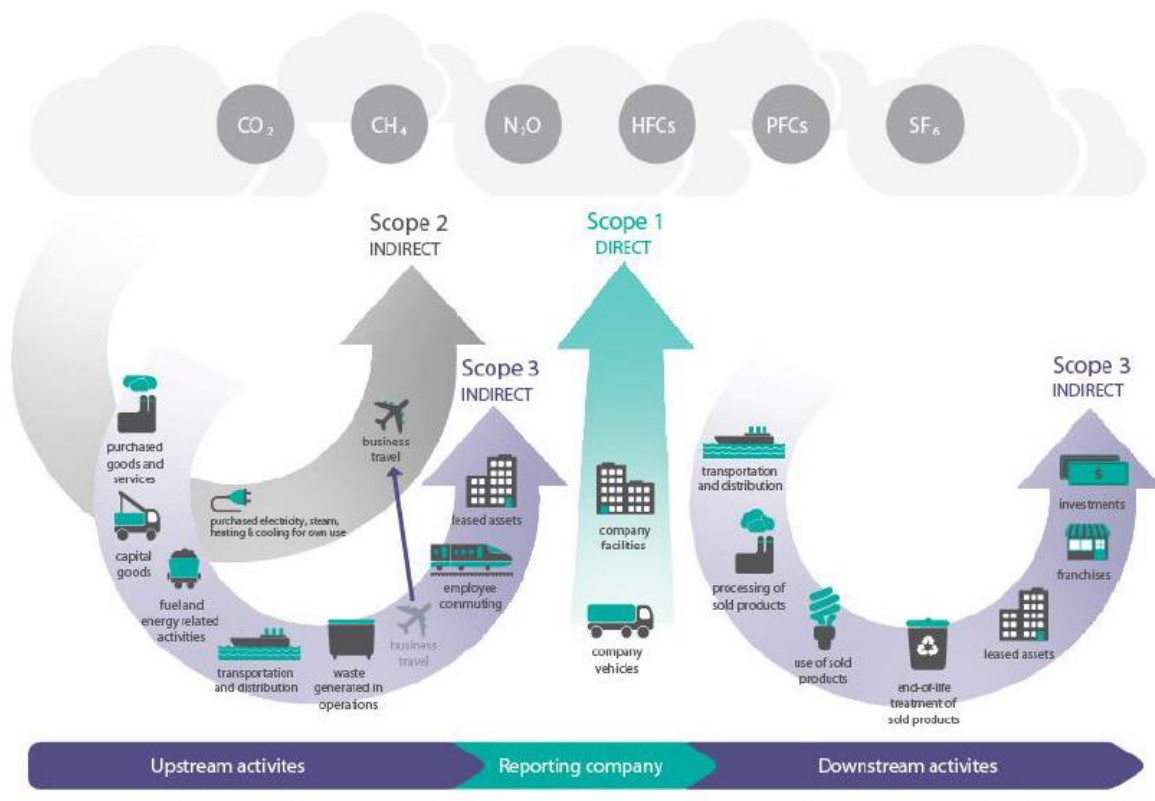 CO₂
CH₄
N₂O
HFCs
PFCs
SF₆
Scope 2
INDIRECT
Scope 1
DIRECT
Scope 3
INDIRECT
Scope 3
INDIRECT
purchased
goods and
services
capital
goods
fuel and
energy related
activities
transportation
and distribution
waste
generated in
operations
business
travel
employee
commuting
leased assets
purchased electricity, steam,
heating & cooling for own use
business
travel
company
facilities
company
vehicles
transportation
and distribution
processing of
sold products
use of sold
products
end-of-life
treatment of
sold products
leased assets
franchises
investments
$
Upstream activites
Reporting company
Downstream activites